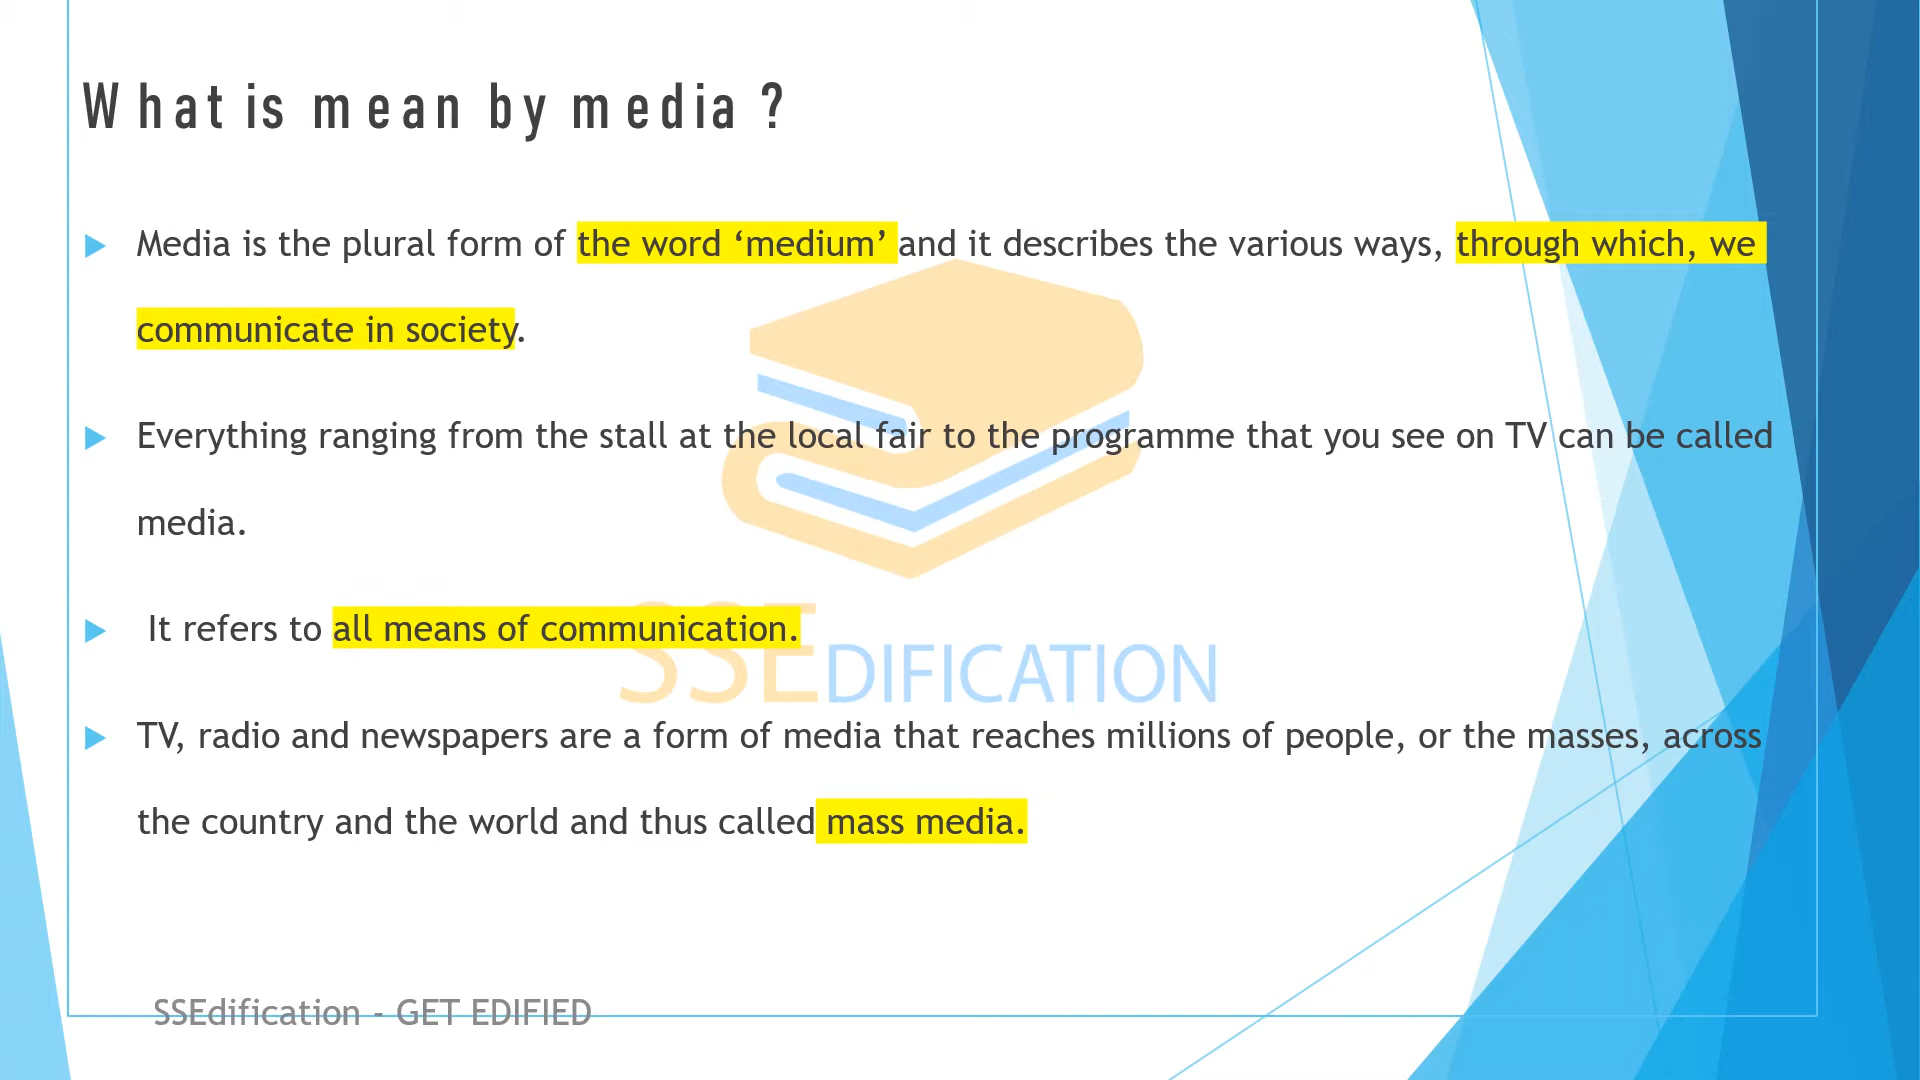 What is mean by media ?
Media is the plural form of the word ‘medium’ and it describes the various ways, through which, we
communicate in society.
Everything ranging from the stall at the local fair to the programme that you see on TV can be called
media.
It refers to all means of communication.
SSEDIFICATION
TV, radio and newspapers are a form of media that reaches millions of people, or the masses, across
the country and the world and thus called mass media.
SSEdification - GET EDIFIED